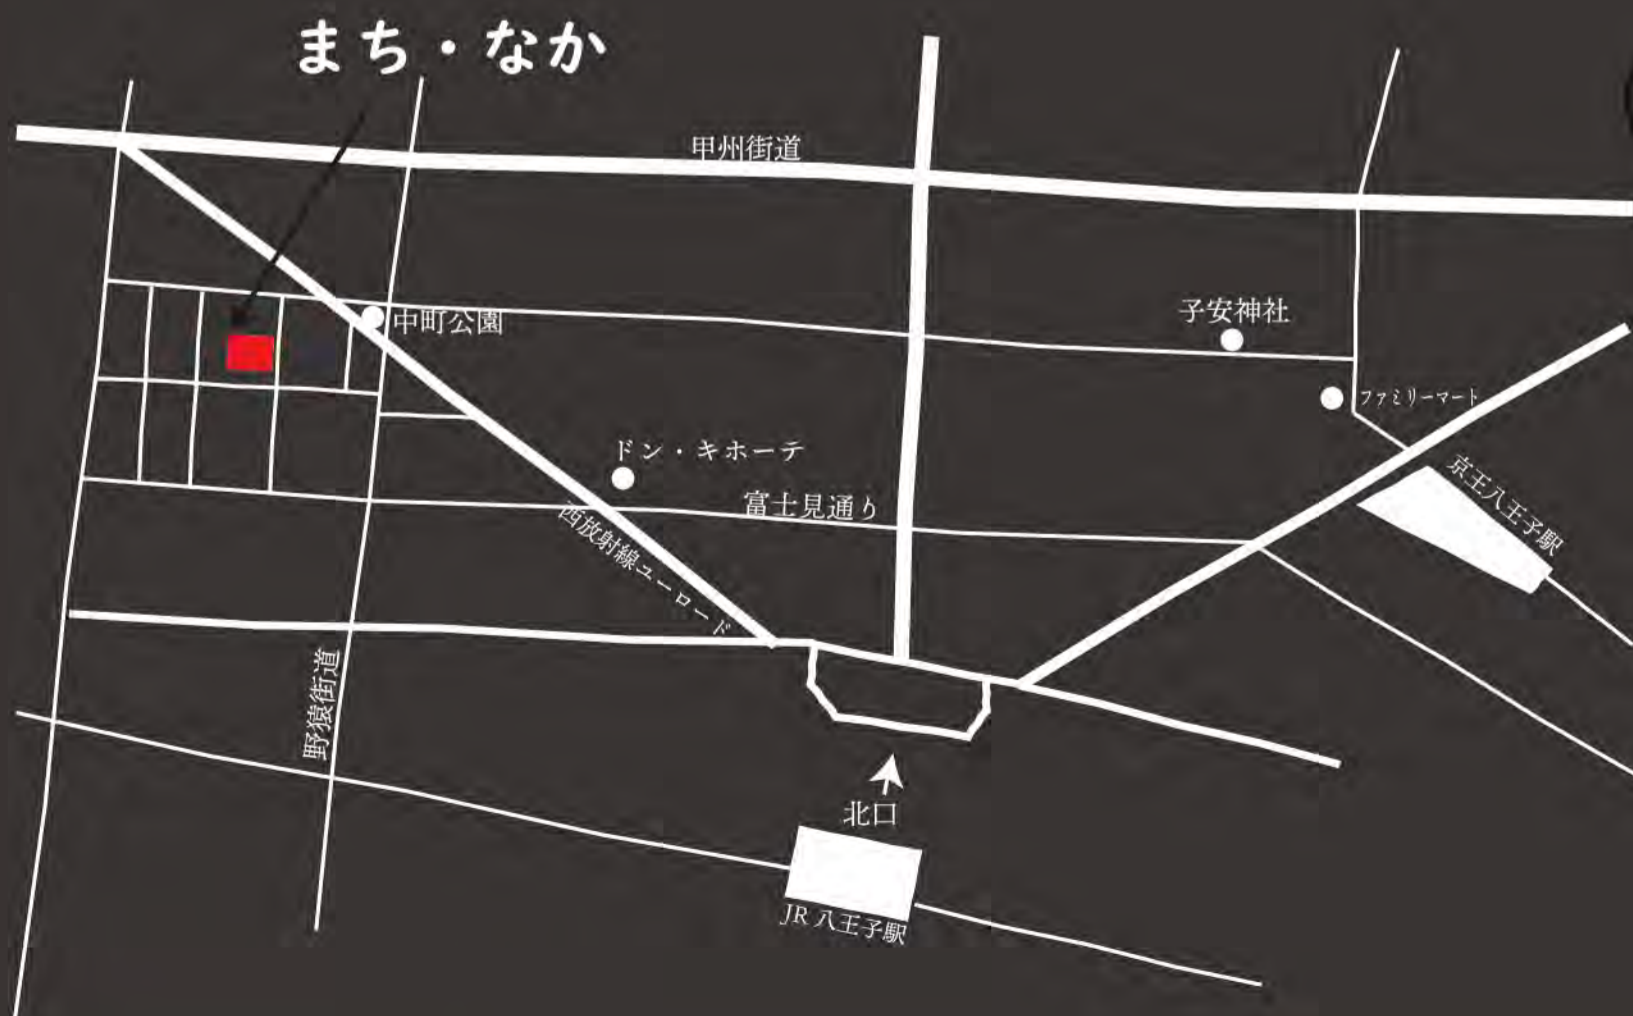 まち・なか
甲州街道
子安神社
中町公園
ファミリーマート
ドン・キホーテ
京王八王子駅
富士見通り
西放射線ユーロード
野猿街道
北口
JR 八王子駅